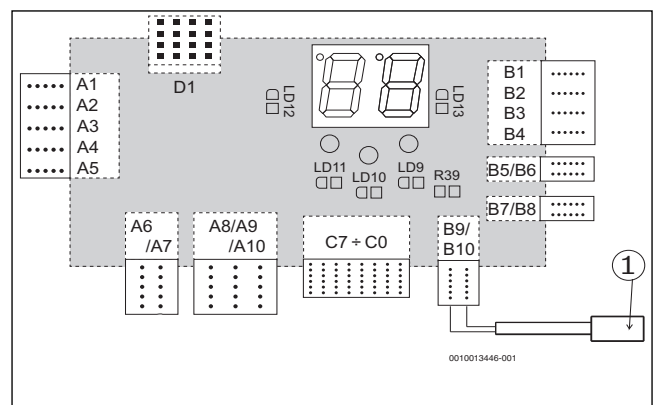 D1
A1
A2
A3
A4
A5
LD12
LD13
B1
B2
B3
B4
LD11
LD10
LD9
R39
B5/B6
B7/B8
A6
/A7
A8/A9
/A10
C7 ÷ C0
B9/
B10
1
0010013446-001